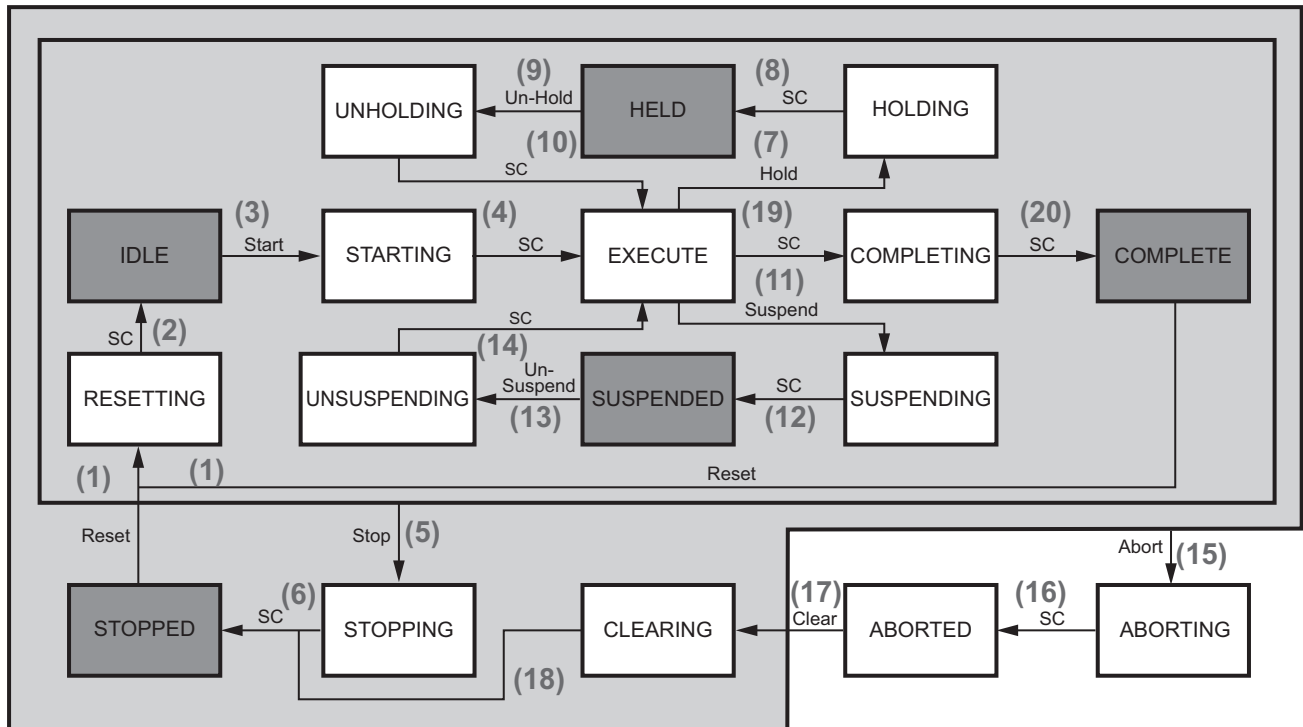 (9)
(8)
UNHOLDING
Un-Hold
HELD
SC
HOLDING
(10)
(7)
SC
Hold
(3)
(4)
(19)
(20)
IDLE
Start
STARTING
SC
EXECUTE
SC
COMPLETING
SC
COMPLETE
(11)
Suspend
SC
(2)
SC
(14)
RESETTING
UNSUSPENDING
Un-
Suspend
SUSPENDED
SC
SUSPENDING
(13)
(12)
(1)
(1)
Reset
Reset
Stop
(5)
Abort
(15)
(6)
(17)
(16)
STOPPED
SC
STOPPING
CLEARING
Clear
ABORTED
SC
ABORTING
(18)